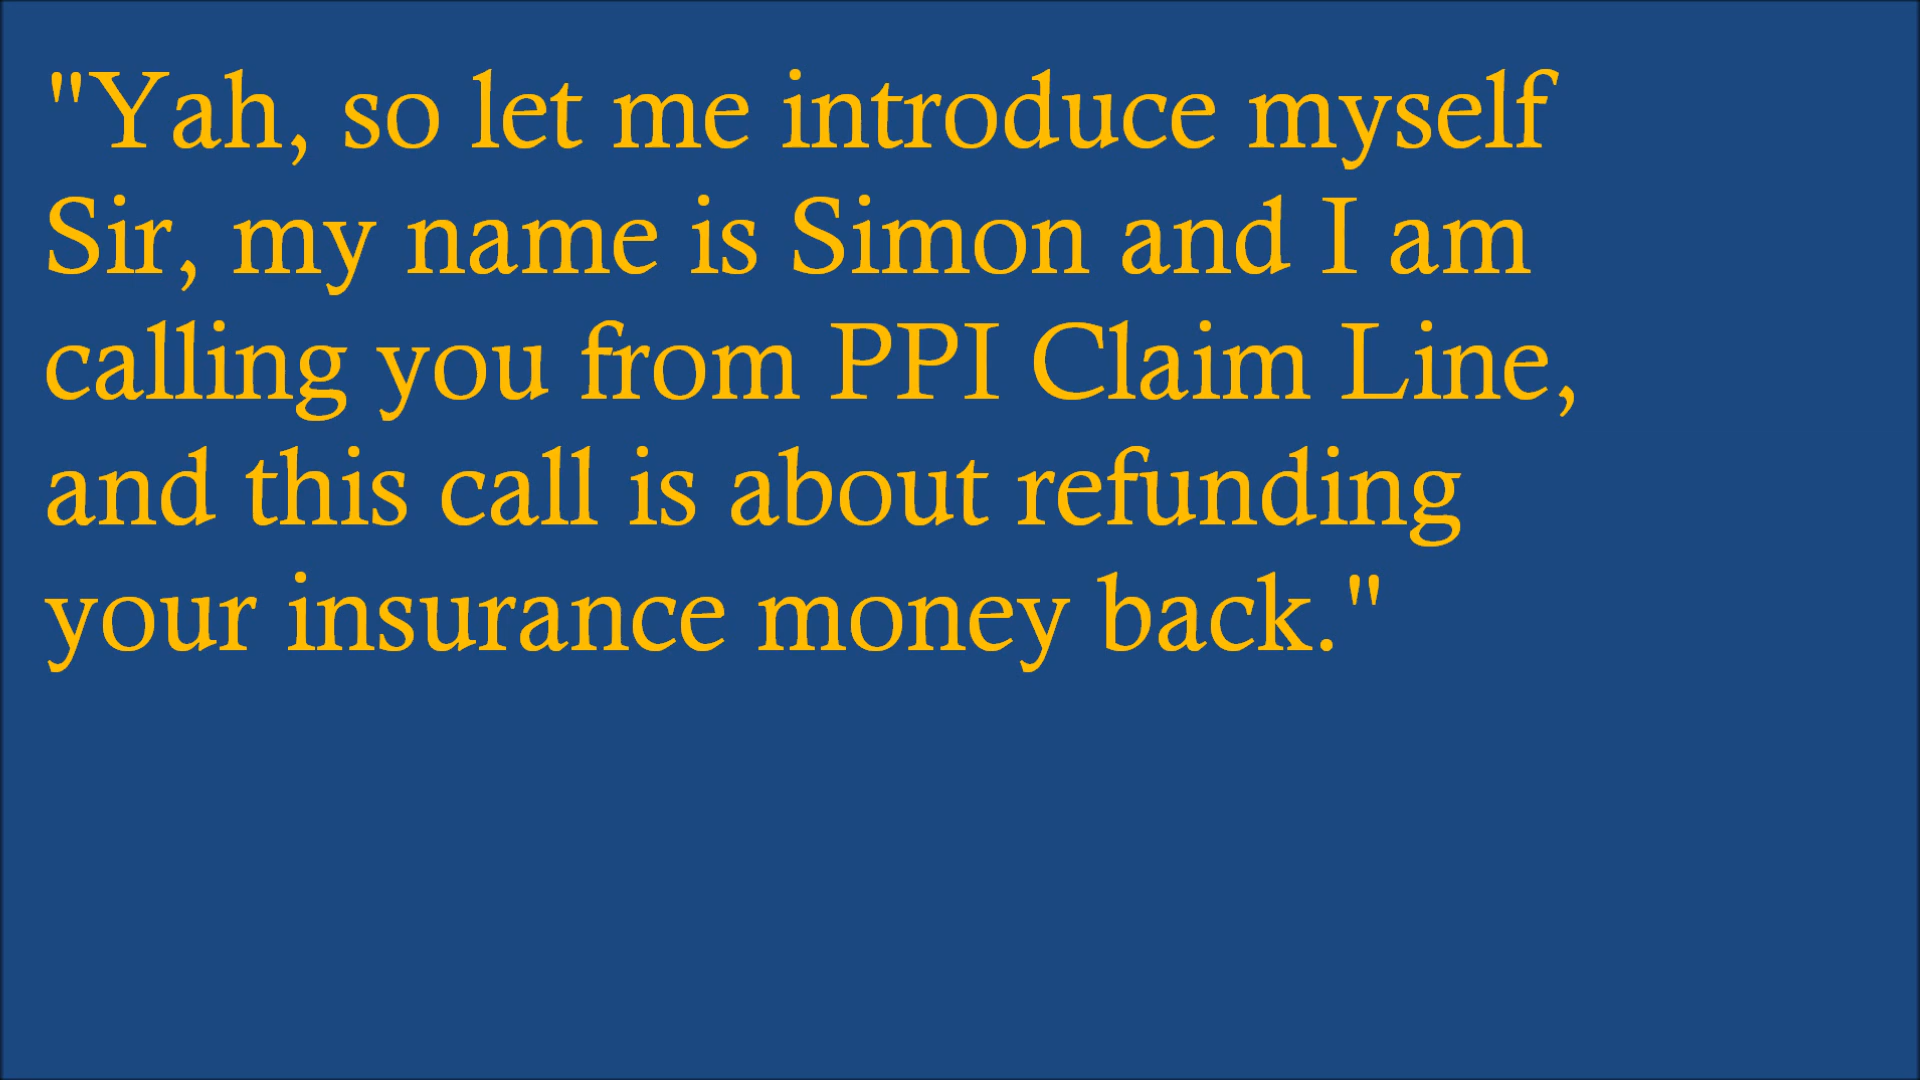 "Yah, so let me introduce myself
Sir, my name is Simon and I am
calling you from PPI Claim Line,
and this call is about refunding
your insurance money back."